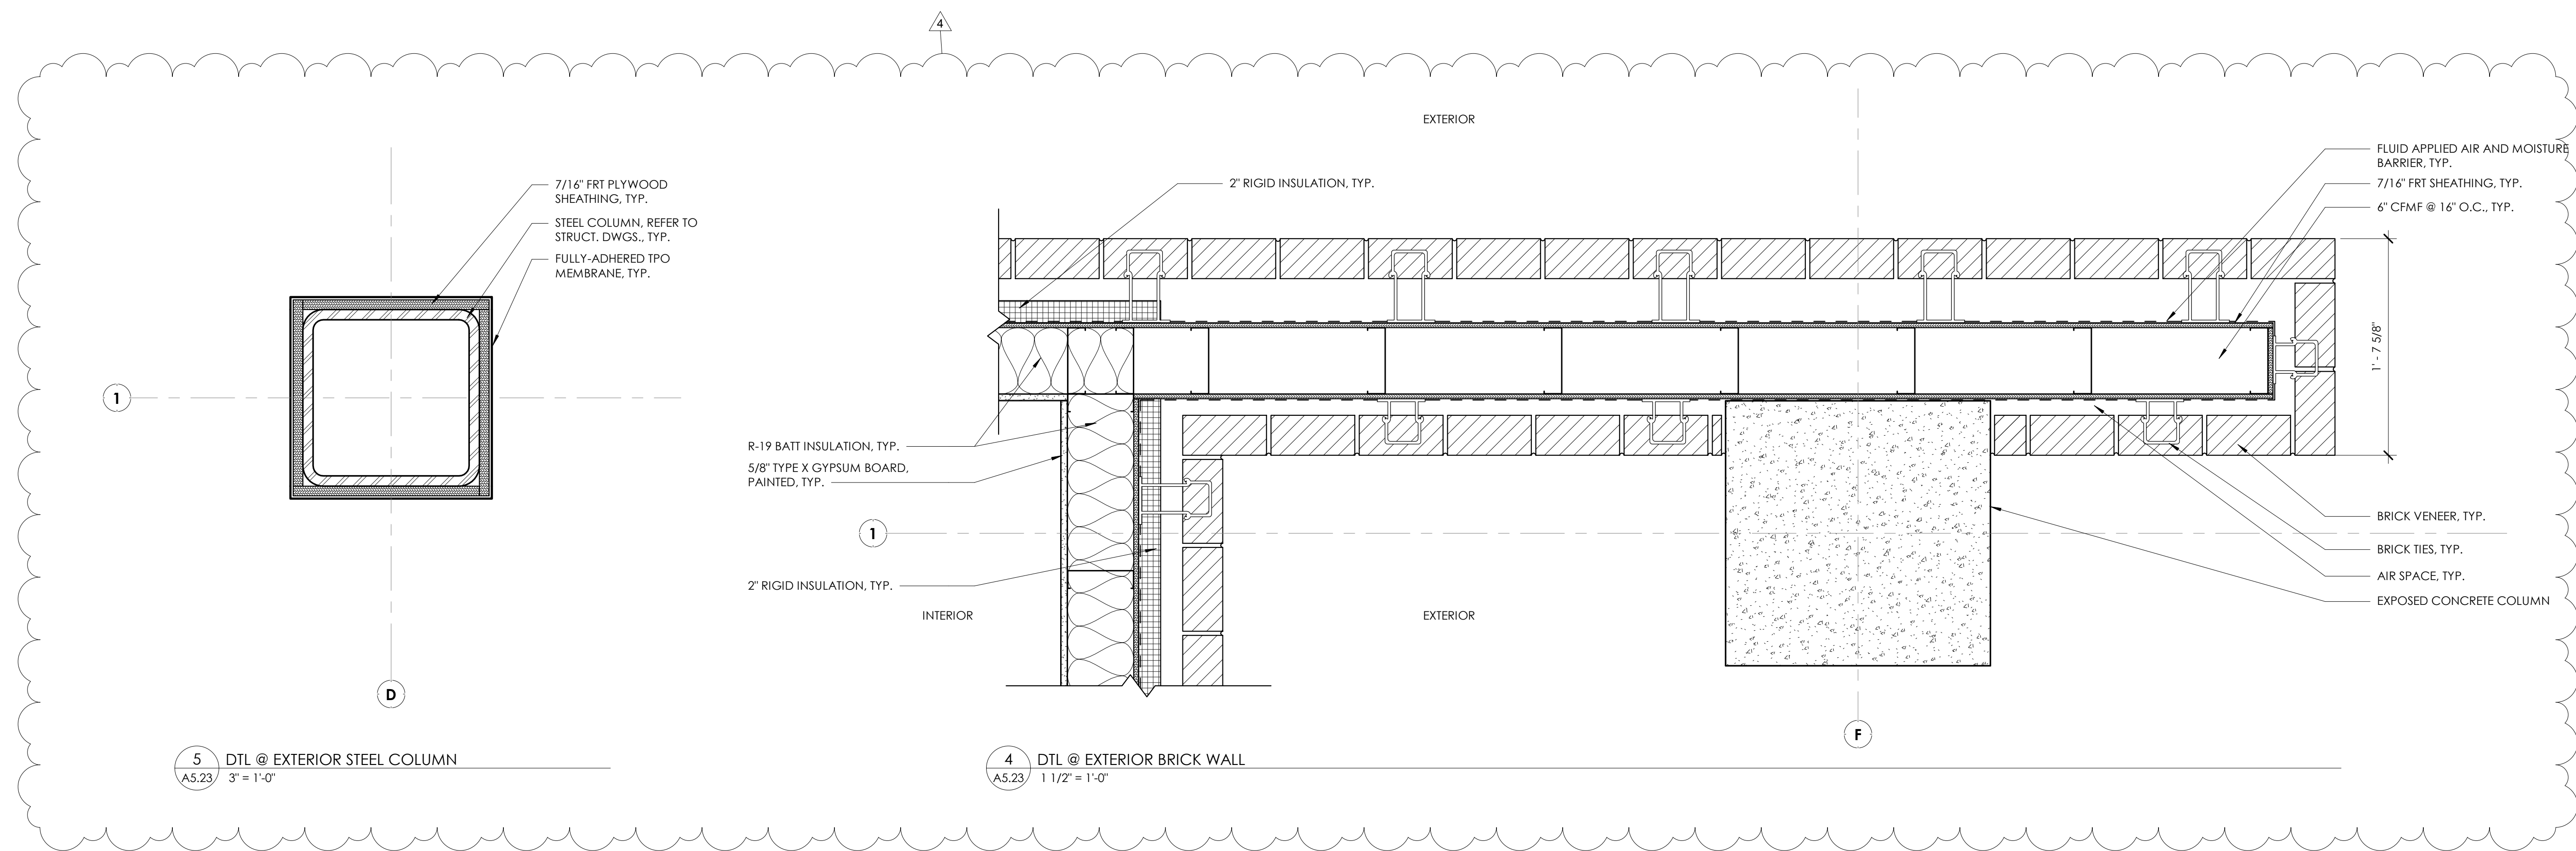 4
EXTERIOR
7/16" FRT PLYWOOD
SHEATHING, TYP.
STEEL COLUMN, REFER TO
STRUCT. DWGS., TYP.
FULLY-ADHERED TPO
MEMBRANE, TYP.
1
D
5
A5.23
DTL @ EXTERIOR STEEL COLUMN
3" = 1'-0"
2" RIGID INSULATION, TYP.
FLUID APPLIED AIR AND MOISTURE
BARRIER, TYP.
7/16" FRT SHEATHING, TYP.
6" CFMF @ 16" O.C., TYP.
1' - 7 5/8"
R-19 BATT INSULATION, TYP.
5/8" TYPE X GYPSUM BOARD,
PAINTED, TYP.
1
2" RIGID INSULATION, TYP.
INTERIOR
EXTERIOR
BRICK VENEER, TYP.
BRICK TIES, TYP.
AIR SPACE, TYP.
EXPOSED CONCRETE COLUMN
F
4
A5.23
DTL @ EXTERIOR BRICK WALL
1 1/2" = 1'-0"